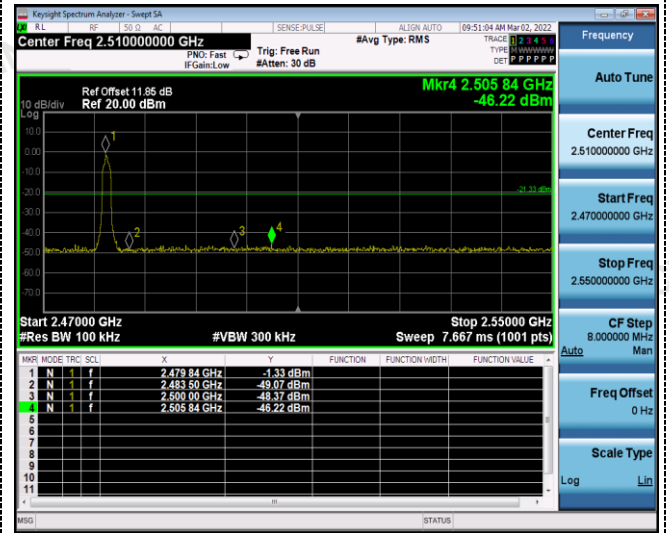 Keysight Spectrum Analyzer - Swept SA
RL RF 50 Ω AC SENSE:PULSE ALIGN AUTO 09:51:04 AM Mar 02, 2022
Center Freq 2.510000000 GHz
PNO: Fast
IFGain:Low
Trig: Free Run
#Atten: 30 dB
#Avg Type: RMS
TRACE 1 2 3 4 5 6
TYPE M WWWWW
DET P P P P P P
Mkr4 2.505 84 GHz
-46.22 dBm
Ref Offset 11.85 dB
Ref 20.00 dBm
10 dB/div
Log
10.0
0.00
-10.0
-20.0
-30.0
-40.0
-50.0
-60.0
-70.0
1
2
3
4
-21.33 dBm
Start 2.47000 GHz
Stop 2.55000 GHz
#Res BW 100 kHz
#VBW 300 kHz
Sweep 7.667 ms (1001 pts)
MKR MODE TRC SCL X Y FUNCTION FUNCTION WIDTH FUNCTION VALUE
1 N 1 f 2.479 84 GHz -1.33 dBm
2 N 1 f 2.483 50 GHz -49.07 dBm
3 N 1 f 2.500 00 GHz -48.37 dBm
4 N 1 f 2.505 84 GHz -46.22 dBm
5
6
7
8
9
10
11
MSG
STATUS
Frequency
Auto Tune
Center Freq
2.510000000 GHz
Start Freq
2.470000000 GHz
Stop Freq
2.550000000 GHz
CF Step
8.000000 MHz
Auto Man
Freq Offset
0 Hz
Scale Type
Log Lin